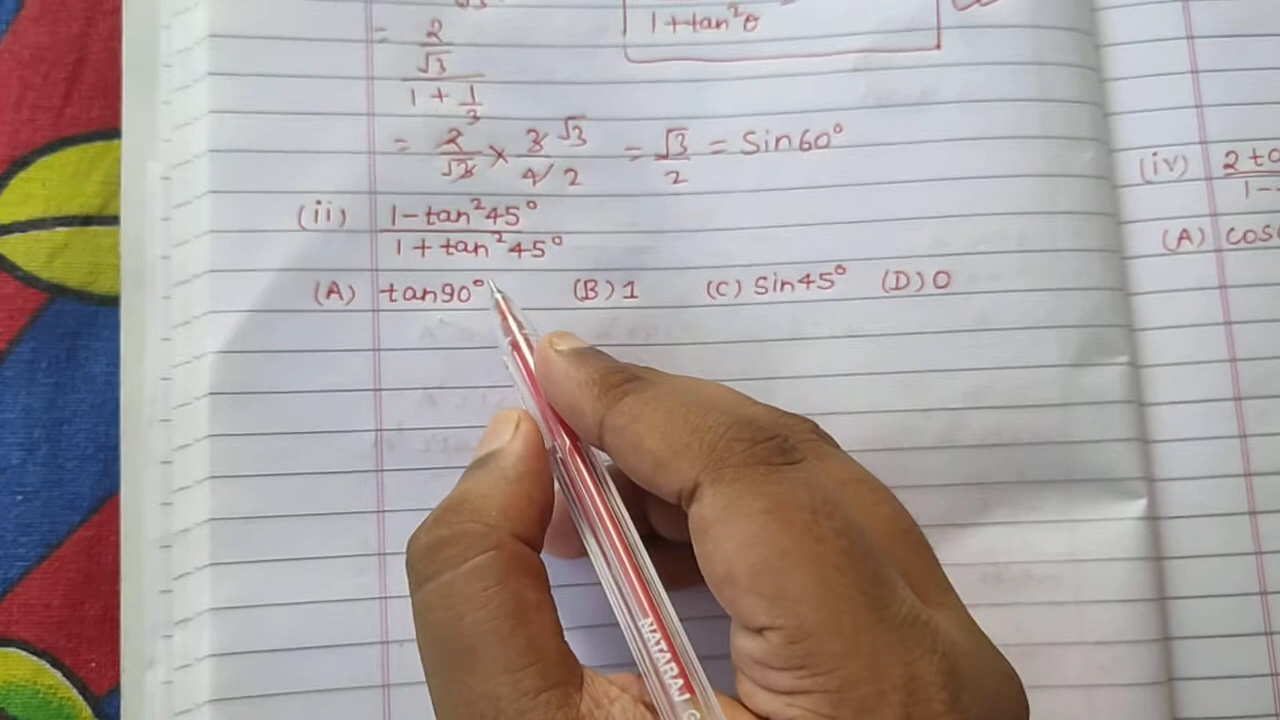 1+tan²θ
= 2/√3
1 + 1/3
= 2/√3 × 3√3/4 2 = √3/2 = Sin60°
(ii) 1-tan²45°
1+tan²45°
(A) tan90° (B) 1 (C) Sin45° (D) 0
(iv) 2 ta
1-
(A) cos
NATARAJ